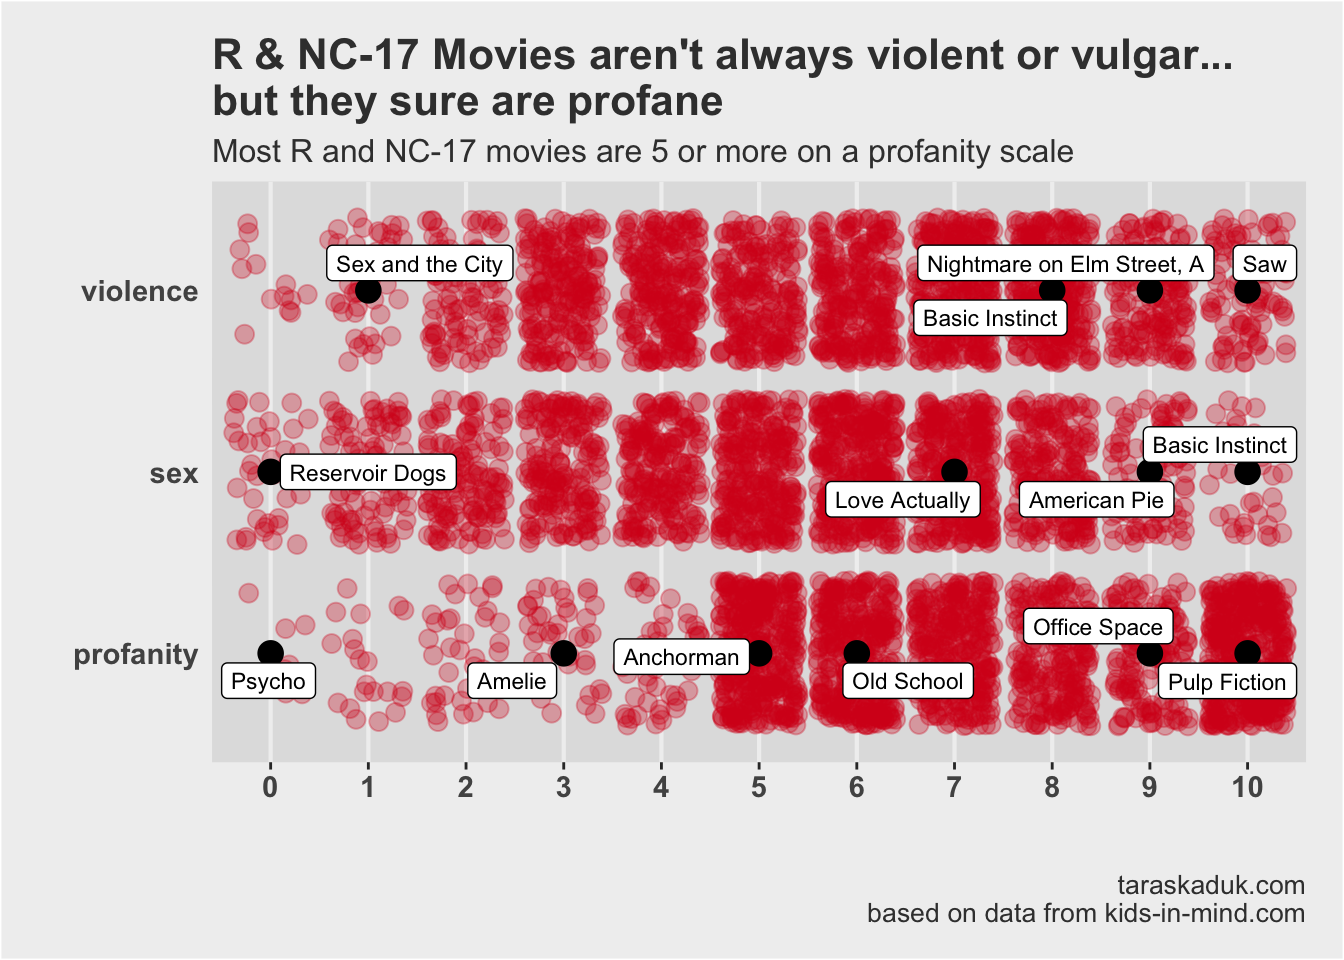 R & NC-17 Movies aren't always violent or vulgar...
but they sure are profane
Most R and NC-17 movies are 5 or more on a profanity scale
violence
Sex and the City
Nightmare on Elm Street, A
Saw
Basic Instinct
sex
Basic Instinct
Reservoir Dogs
Love Actually
American Pie
profanity
Office Space
Anchorman
Psycho
Amelie
Old School
Pulp Fiction
0 1 2 3 4 5 6 7 8 9 10
taraskaduk.com
based on data from kids-in-mind.com